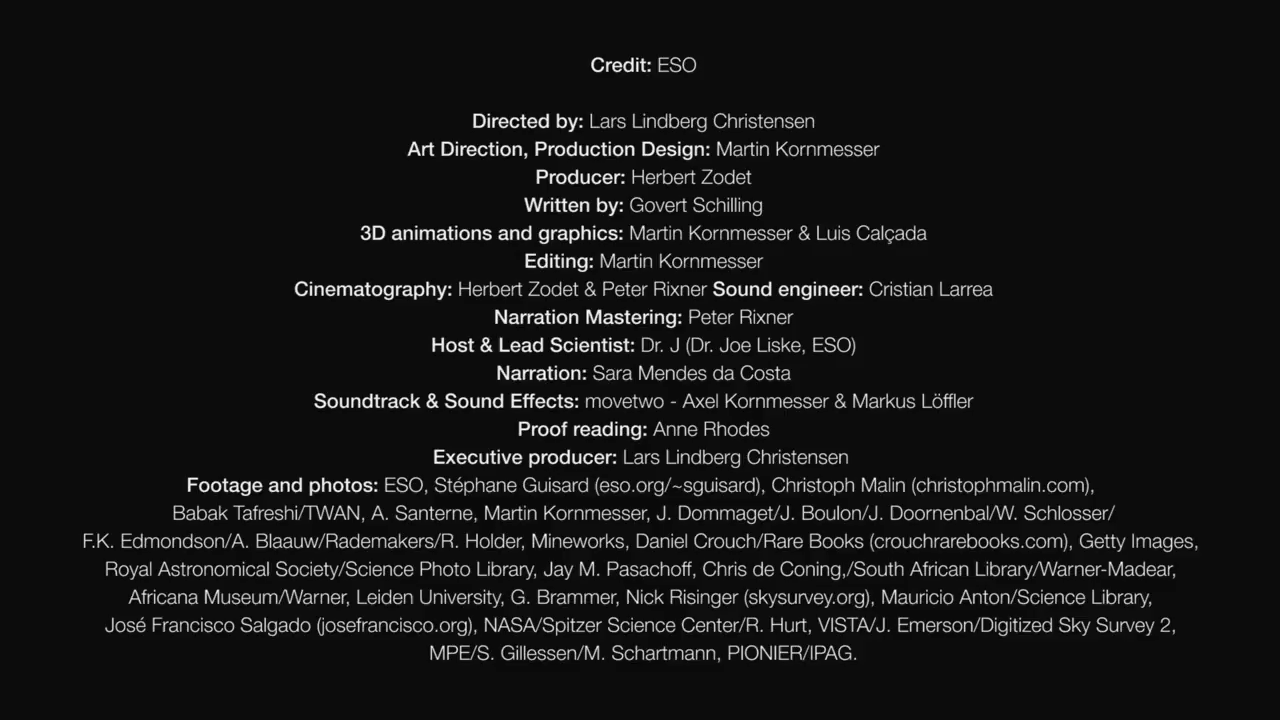 Credit: ESO
Directed by: Lars Lindberg Christensen
Art Direction, Production Design: Martin Kornmesser
Producer: Herbert Zodet
Written by: Govert Schilling
3D animations and graphics: Martin Kornmesser & Luis Calçada
Editing: Martin Kornmesser
Cinematography: Herbert Zodet & Peter Rixner Sound engineer: Cristian Larrea
Narration Mastering: Peter Rixner
Host & Lead Scientist: Dr. J (Dr. Joe Liske, ESO)
Narration: Sara Mendes da Costa
Soundtrack & Sound Effects: movetwo - Axel Kornmesser & Markus Löffler
Proof reading: Anne Rhodes
Executive producer: Lars Lindberg Christensen
Footage and photos: ESO, Stéphane Guisard (eso.org/~sguisard), Christoph Malin (christophmalin.com),
Babak Tafreshi/TWAN, A. Santerne, Martin Kornmesser, J. Dommaget/J. Boulon/J. Doornenbal/W. Schlosser/
F.K. Edmondson/A. Blaauw/Rademakers/R. Holder, Mineworks, Daniel Crouch/Rare Books (crouchrarebooks.com), Getty Images,
Royal Astronomical Society/Science Photo Library, Jay M. Pasachoff, Chris de Coning,/South African Library/Warner-Madear,
Africana Museum/Warner, Leiden University, G. Brammer, Nick Risinger (skysurvey.org), Mauricio Anton/Science Library,
José Francisco Salgado (josefrancisco.org), NASA/Spitzer Science Center/R. Hurt, VISTA/J. Emerson/Digitized Sky Survey 2,
MPE/S. Gillessen/M. Schartmann, PIONIER/IPAG.